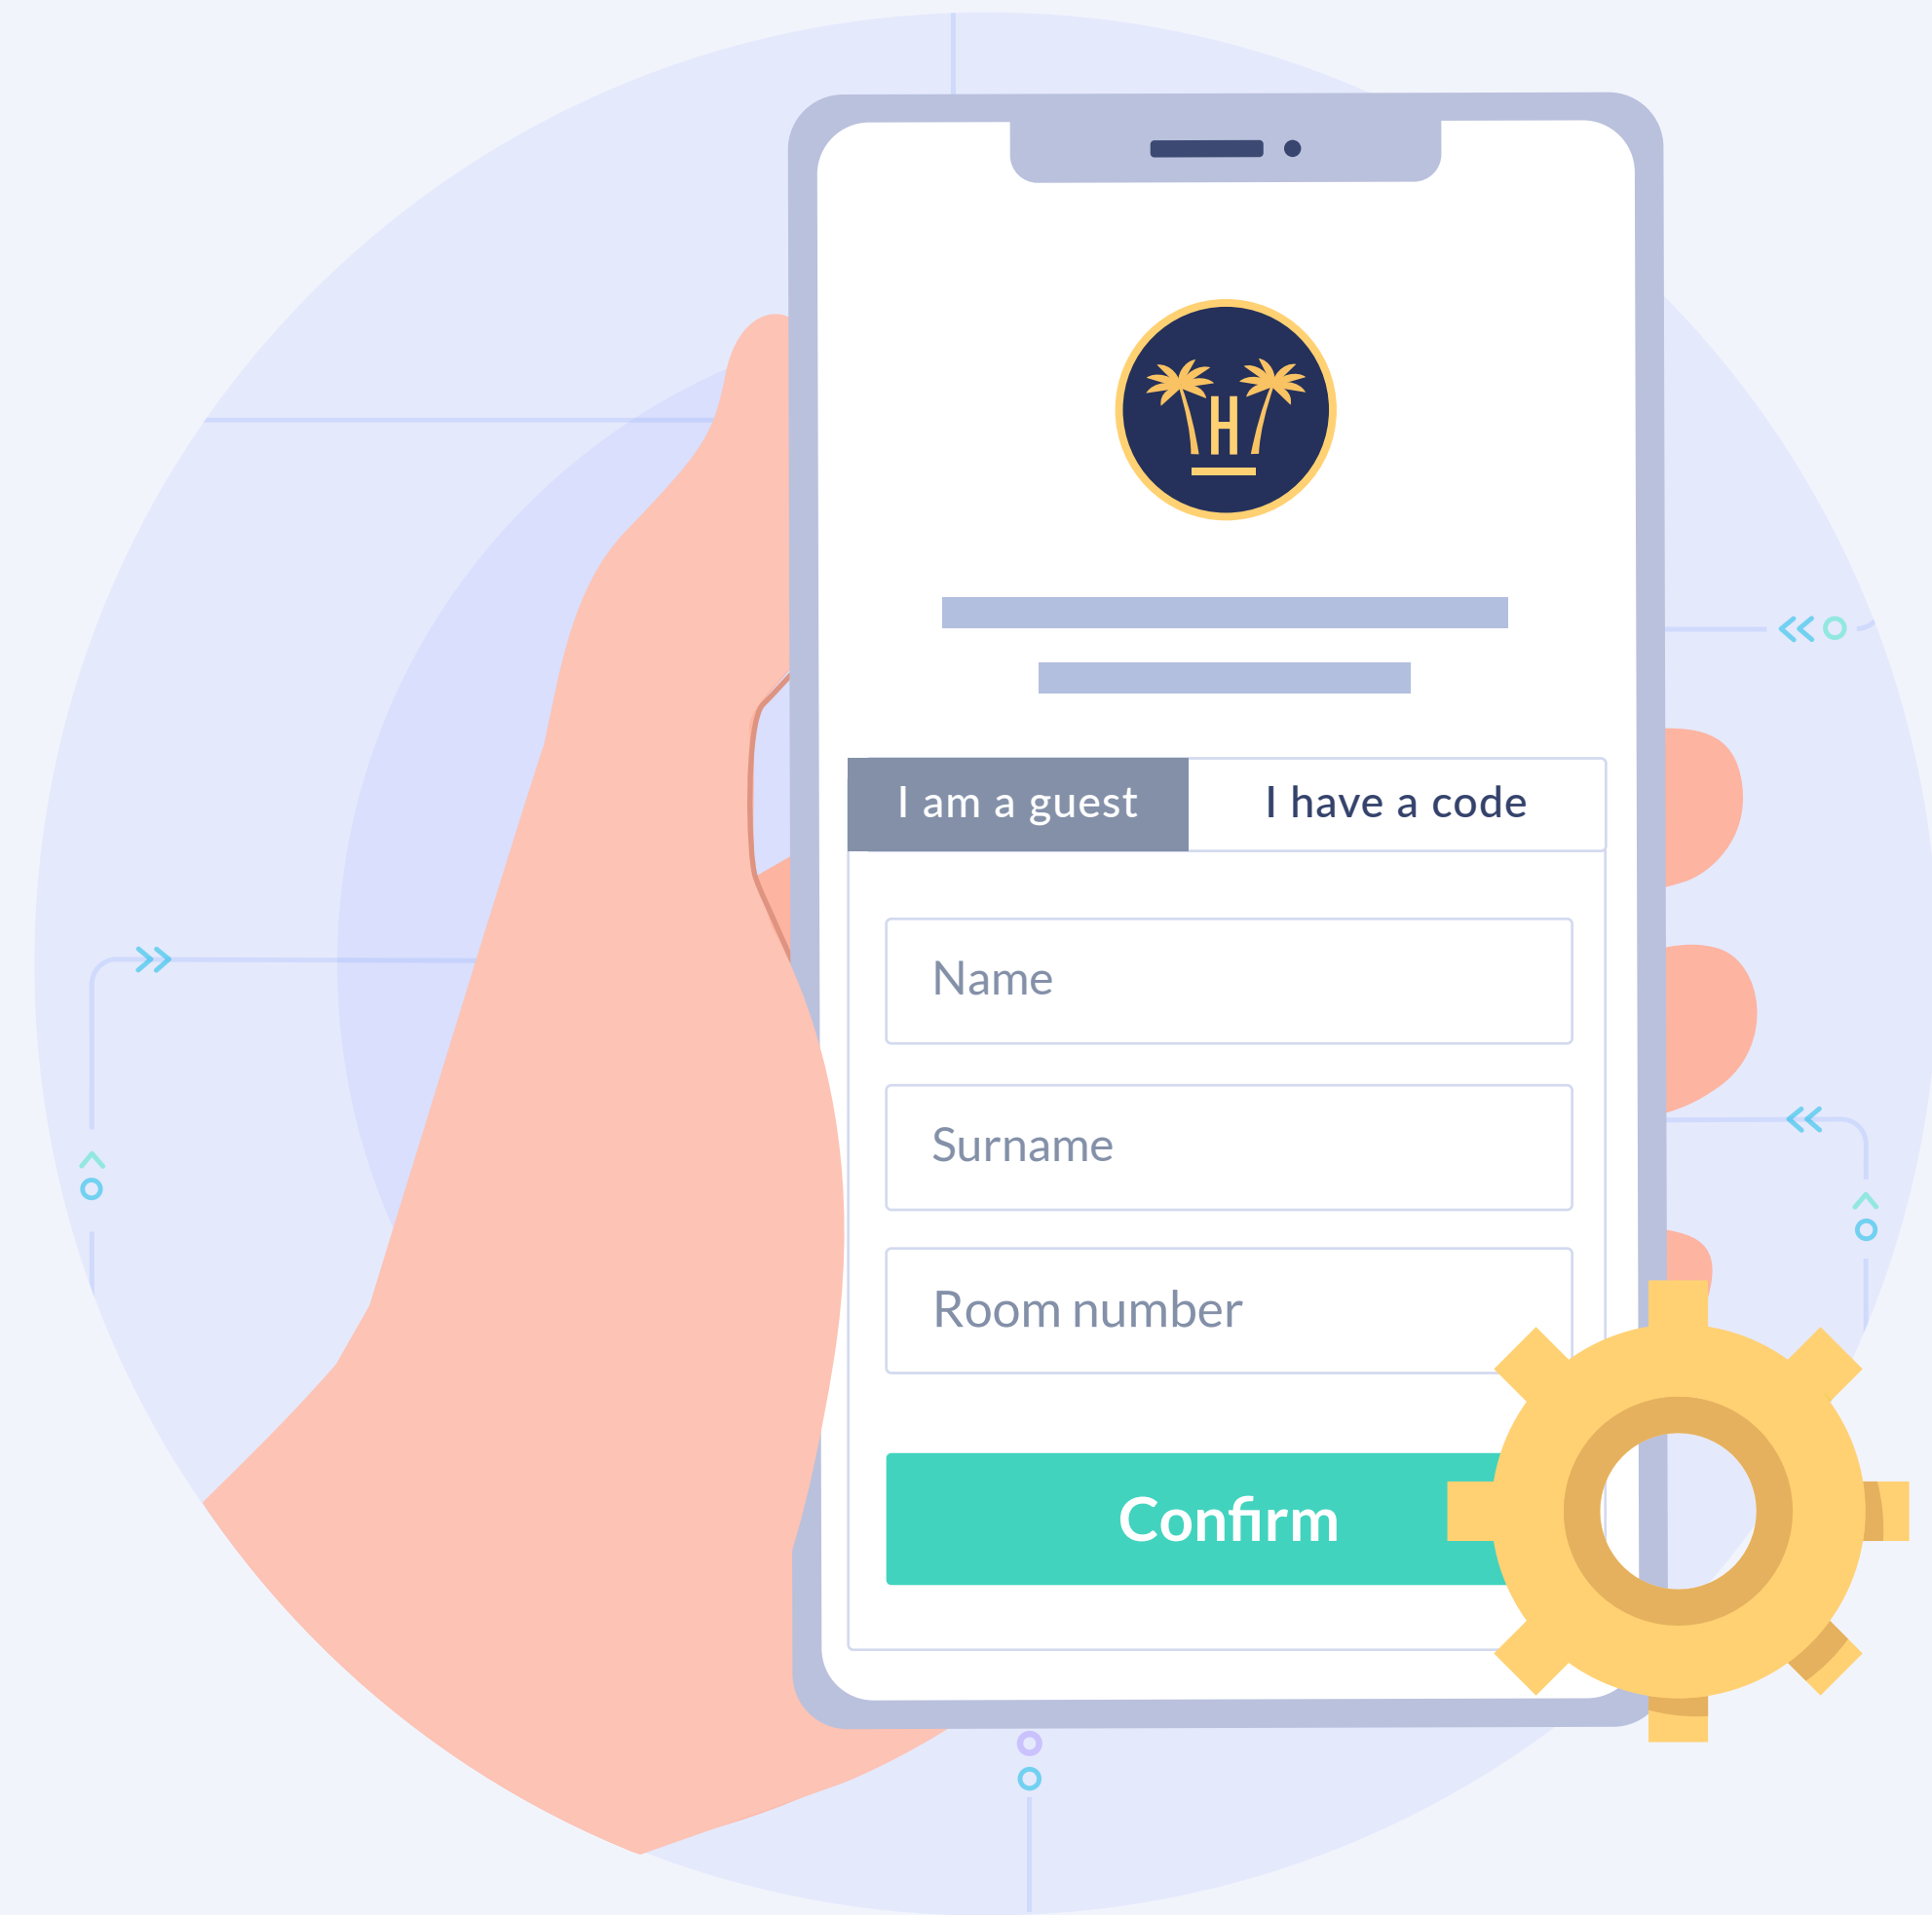 H
I am a guest
I have a code
Name
Surname
Room number
Confirm